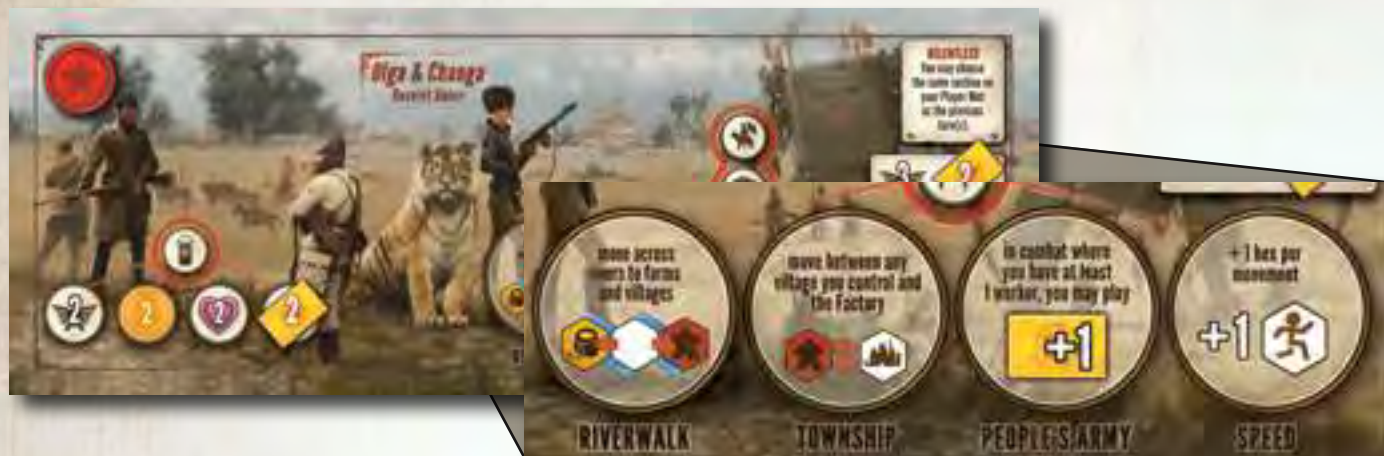 Olga & Changa
Soviet Union
RELENTLESS
You may choose
the same section on
your Player Mat
as the previous
turn(s).
3 2
2 2 2 2
move across
rivers to farms
and villages
RIVERWALK
move between any
village you control and
the Factory
TOWNSHIP
in combat where
you have at least
1 worker, you may play
+1
PEOPLE'S ARMY
+1 hex per
movement
+1
SPEED